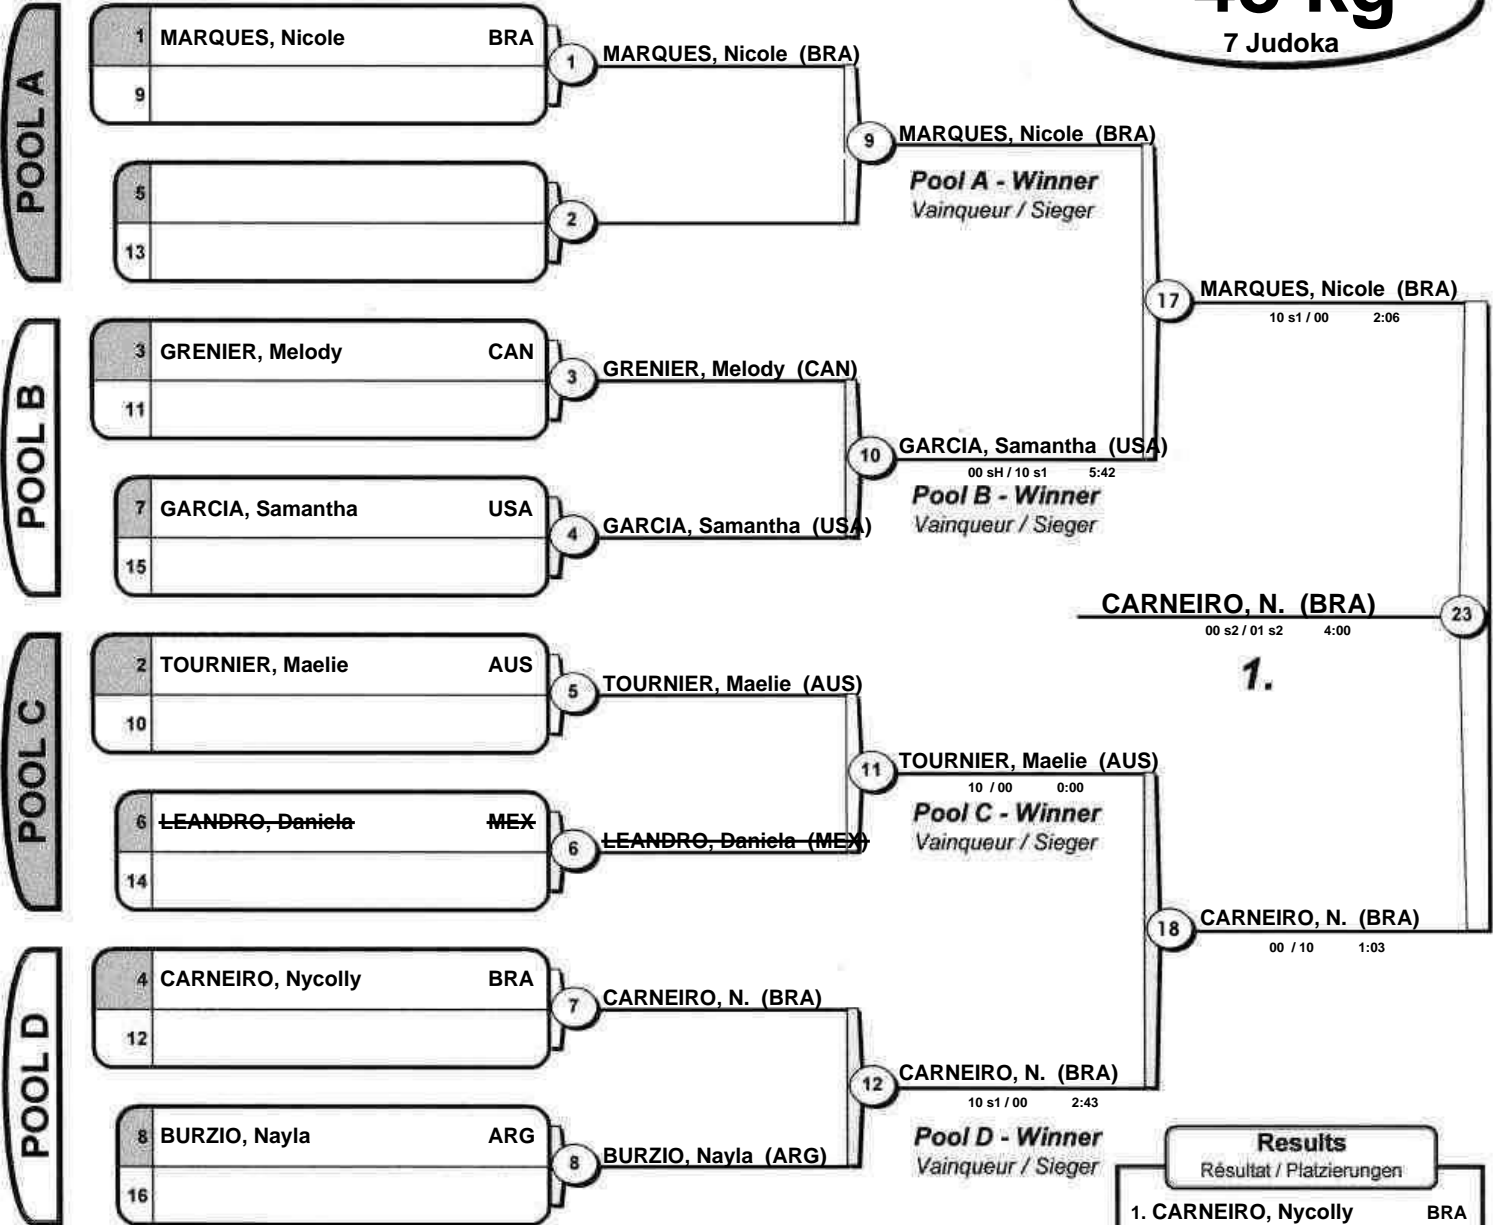 7 Judoka
POOL A
1 MARQUES, Nicole BRA
9
1
MARQUES, Nicole (BRA)
5
13
2
9
MARQUES, Nicole (BRA)
Pool A - Winner
Vainqueur / Sieger
17
MARQUES, Nicole (BRA)
10 s1 / 00 2:06
POOL B
3 GRENIER, Melody CAN
11
3
GRENIER, Melody (CAN)
7 GARCIA, Samantha USA
15
4
GARCIA, Samantha (USA)
10
GARCIA, Samantha (USA)
00 sH / 10 s1 5:42
Pool B - Winner
Vainqueur / Sieger
CARNEIRO, N. (BRA)
23
00 s2 / 01 s2 4:00
1.
POOL C
2 TOURNIER, Maelie AUS
10
5
TOURNIER, Maelie (AUS)
6 LEANDRO, Daniela MEX
14
6
LEANDRO, Daniela (MEX)
11
TOURNIER, Maelie (AUS)
10 / 00 0:00
Pool C - Winner
Vainqueur / Sieger
18
CARNEIRO, N. (BRA)
00 / 10 1:03
POOL D
4 CARNEIRO, Nycolly BRA
12
7
CARNEIRO, N. (BRA)
8 BURZIO, Nayla ARG
16
8
BURZIO, Nayla (ARG)
12
CARNEIRO, N. (BRA)
10 s1 / 00 2:43
Pool D - Winner
Vainqueur / Sieger
Results
Résultat / Platzierungen
1. CARNEIRO, Nycolly BRA